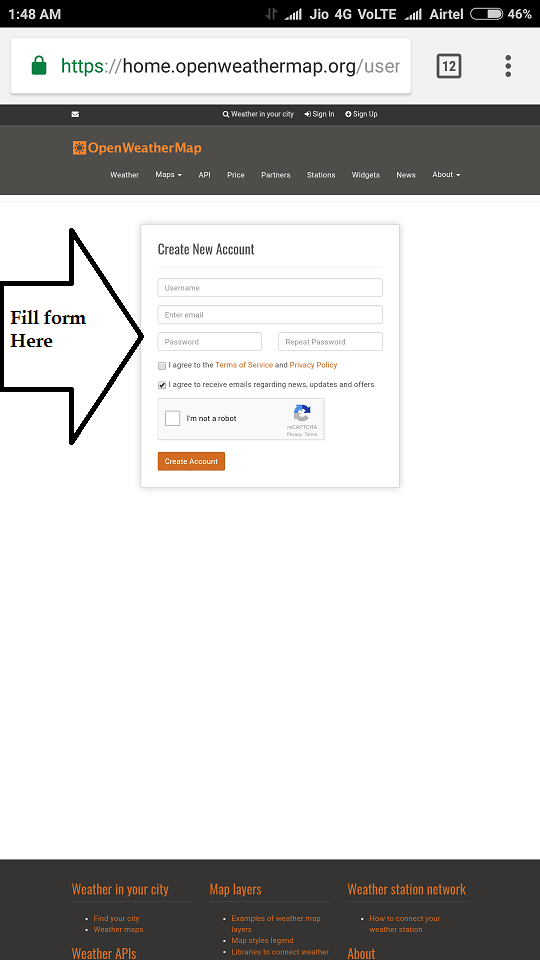 1:48 AM Jio 4G VoLTE Airtel 46%
https://home.openweathermap.org/user 12
Weather in your city Sign In Sign Up
OpenWeatherMap
Weather Maps API Price Partners Stations Widgets News About
Create New Account
Username
Enter email
Password Repeat Password
I agree to the Terms of Service and Privacy Policy
I agree to receive emails regarding news, updates and offers
I'm not a robot
reCAPTCHA
Privacy - Terms
Create Account
Fill form
Here
Weather in your city Map layers Weather station network
Find your city Examples of weather map How to connect your
Weather maps layers weather station
Map styles legend
Weather APIs Libraries to connect weather About